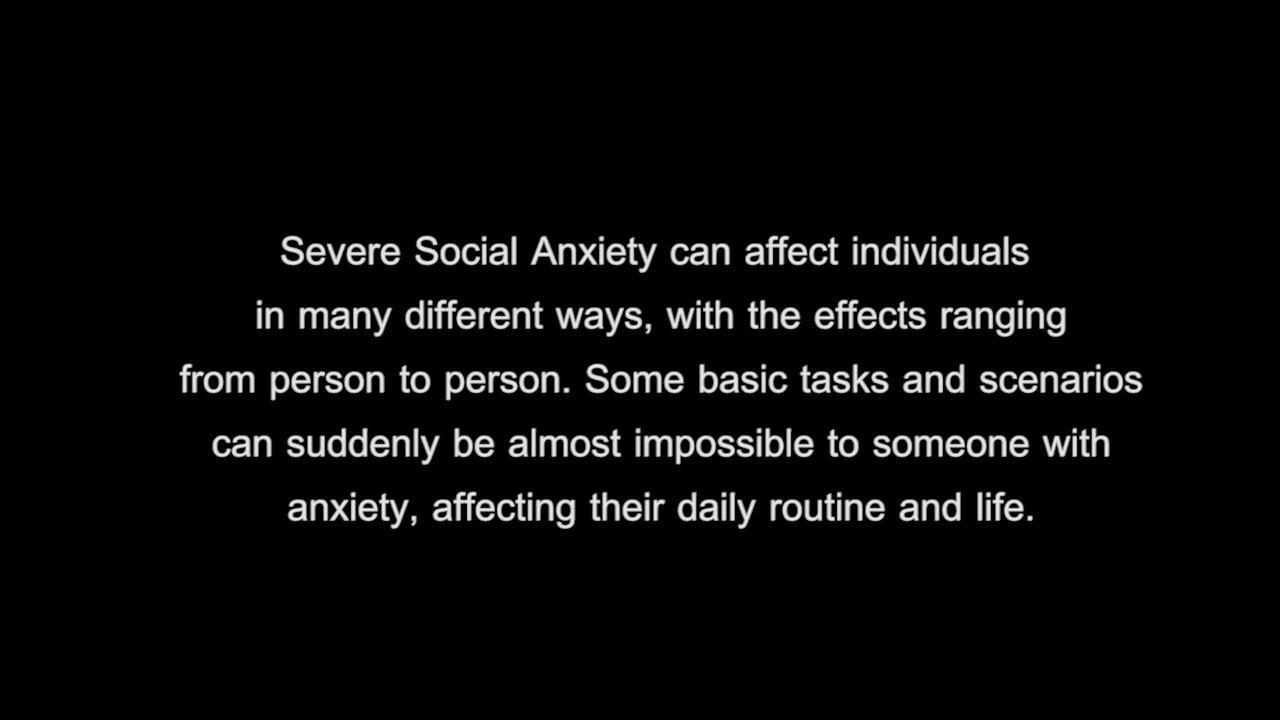 Severe Social Anxiety can affect individuals
in many different ways, with the effects ranging
from person to person. Some basic tasks and scenarios
can suddenly be almost impossible to someone with
anxiety, affecting their daily routine and life.